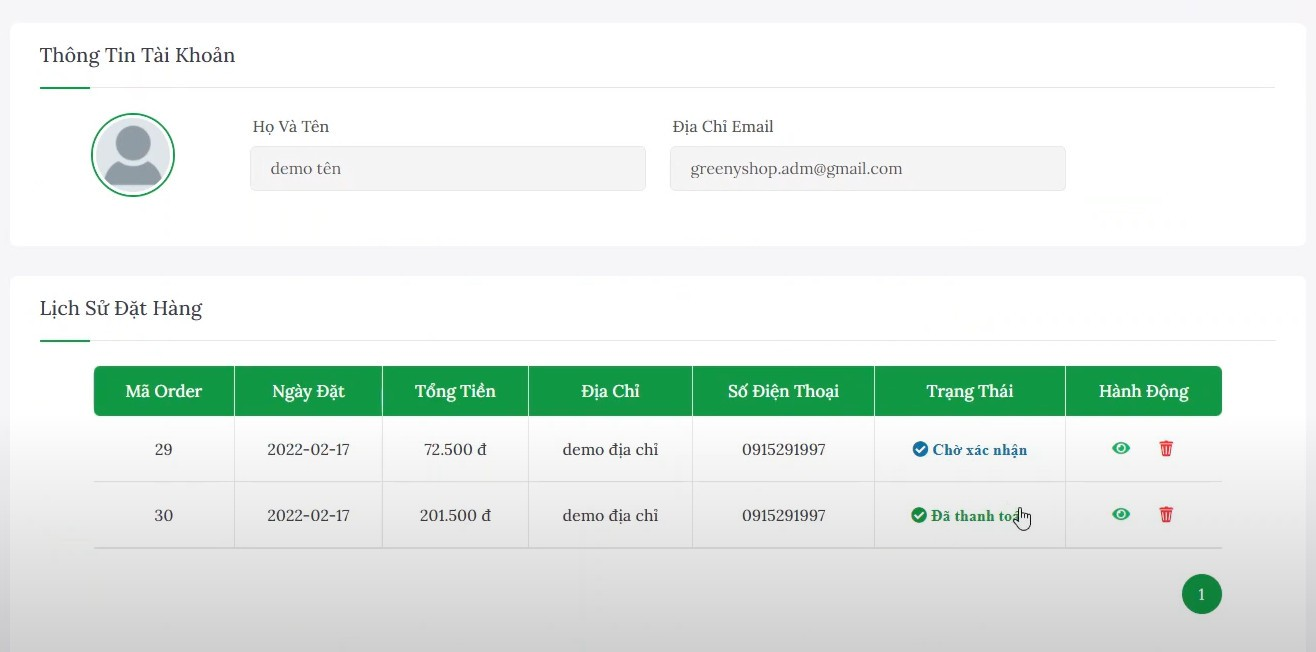 Thông Tin Tài Khoản
Họ Và Tên Địa Chỉ Email
demo tên greenyshop.adm@gmail.com
Lịch Sử Đặt Hàng
Mã Order Ngày Đặt Tổng Tiền Địa Chỉ Số Điện Thoại Trạng Thái Hành Động
29 2022-02-17 72.500 đ demo địa chỉ 0915291997 Chờ xác nhận
30 2022-02-17 201.500 đ demo địa chỉ 0915291997 Đã thanh
1